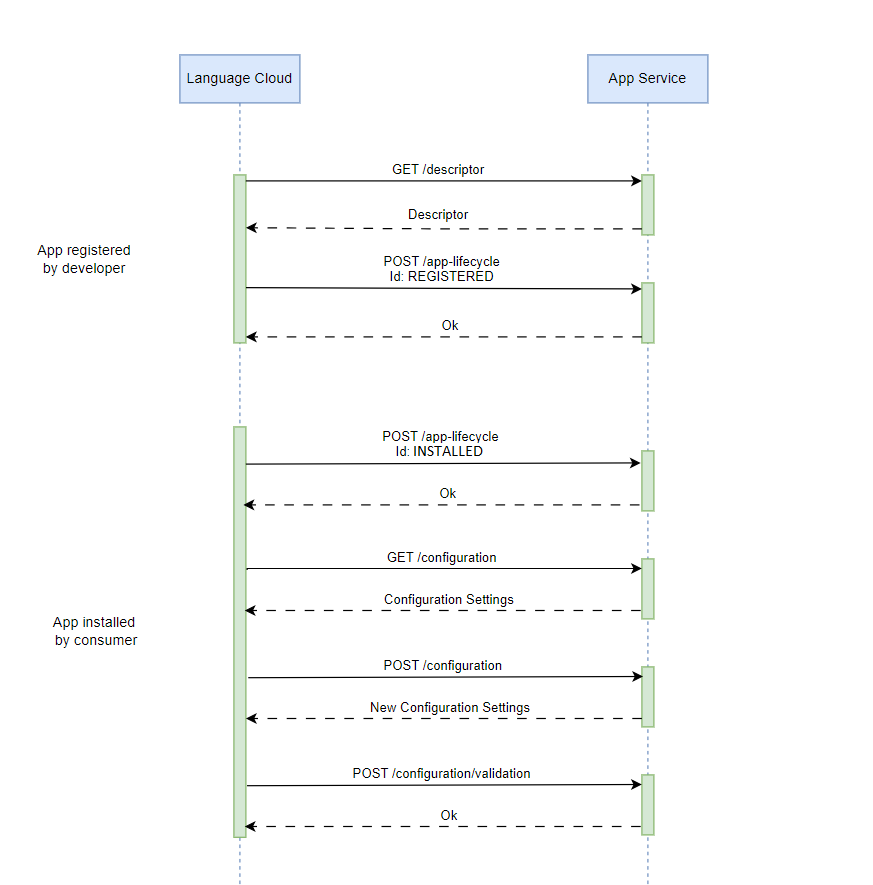 Language Cloud
App Service
GET /descriptor
Descriptor
App registered
by developer
POST /app-lifecycle
Id: REGISTERED
Ok
POST /app-lifecycle
Id: INSTALLED
Ok
GET /configuration
Configuration Settings
App installed
by consumer
POST /configuration
New Configuration Settings
POST /configuration/validation
Ok